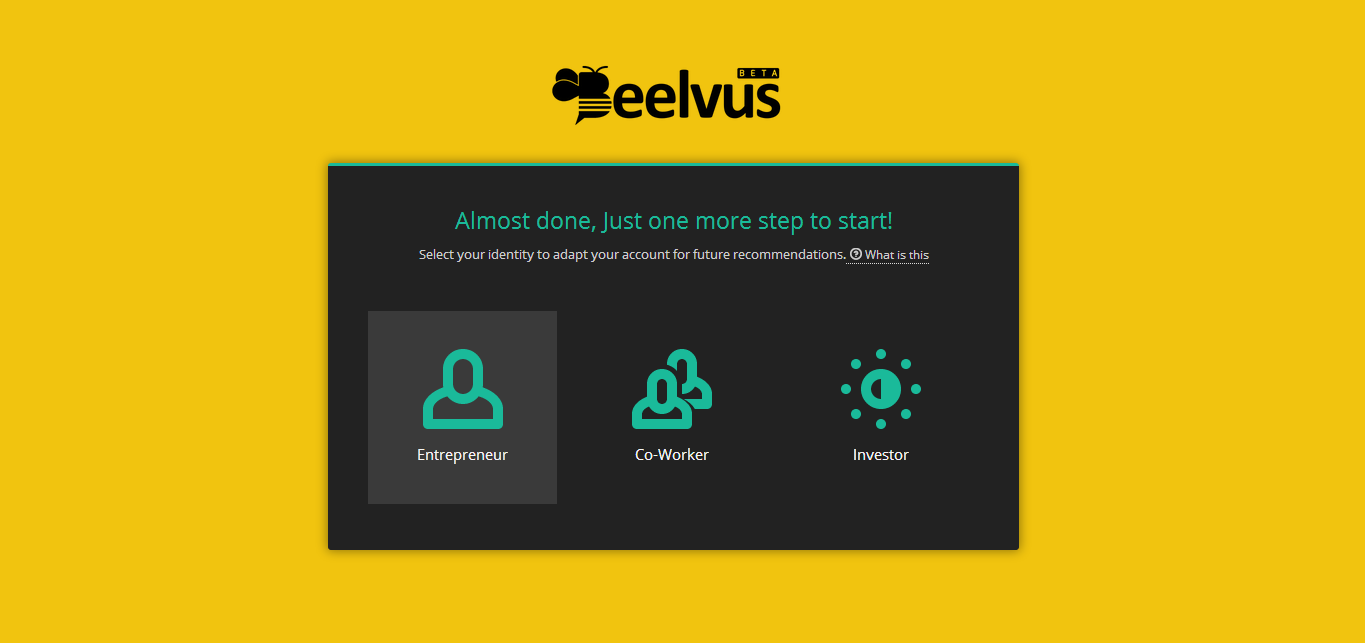 Beelvus
BETA
Almost done, Just one more step to start!
Select your identity to adapt your account for future recommendations. What is this
Entrepreneur
Co-Worker
Investor